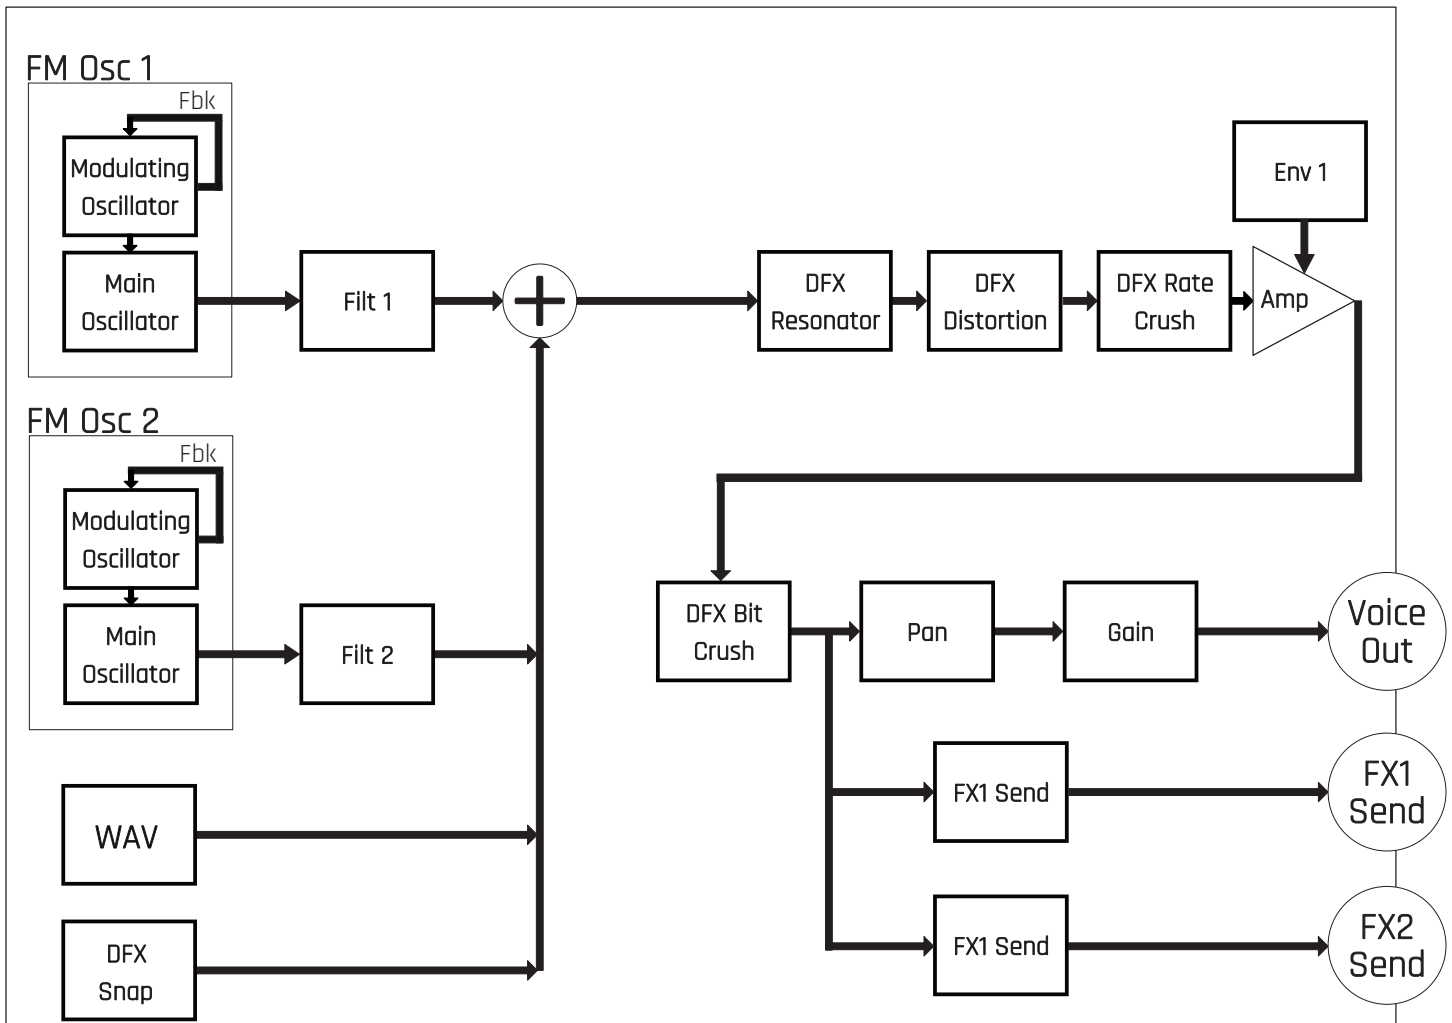 FM Osc 1
Fbk
Modulating
Oscillator
Main
Oscillator
Filt 1
DFX
Resonator
DFX
Distortion
DFX Rate
Crush
Env 1
Amp
FM Osc 2
Fbk
Modulating
Oscillator
Main
Oscillator
Filt 2
DFX Bit
Crush
Pan
Gain
Voice
Out
WAV
FX1 Send
FX1
Send
DFX
Snap
FX1 Send
FX2
Send